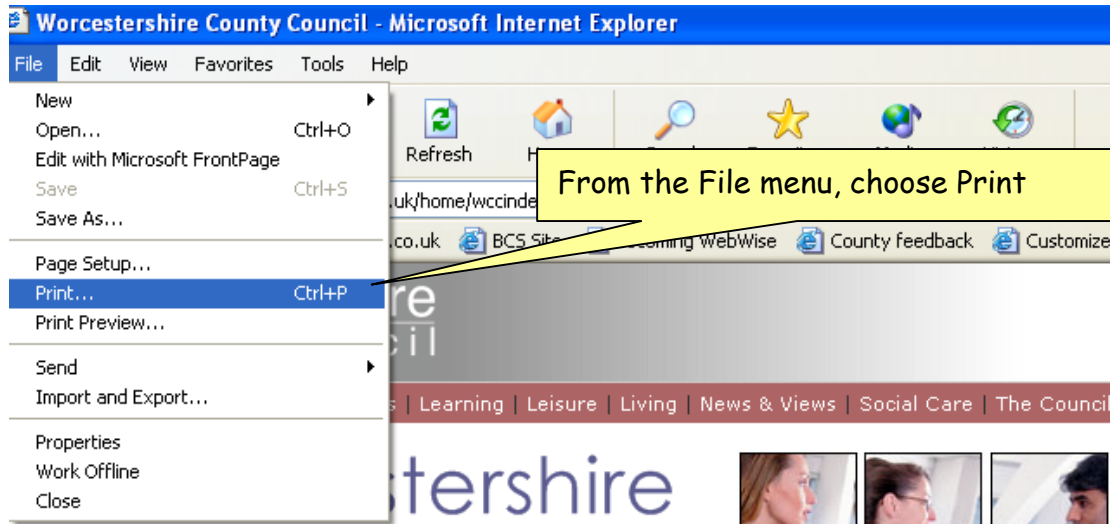 Worcestershire County Council - Microsoft Internet Explorer
File Edit View Favorites Tools Help
New
Open... Ctrl+O
Edit with Microsoft FrontPage
Save Ctrl+S
Save As...
Page Setup...
Print... Ctrl+P
Print Preview...
Send
Import and Export...
Properties
Work Offline
Close
Refresh
From the File menu, choose Print
.uk/home/wccinde
.co.uk BCS Site WebWise County feedback Customize
re
cil
s | Learning | Leisure | Living | News & Views | Social Care | The Council
tershire